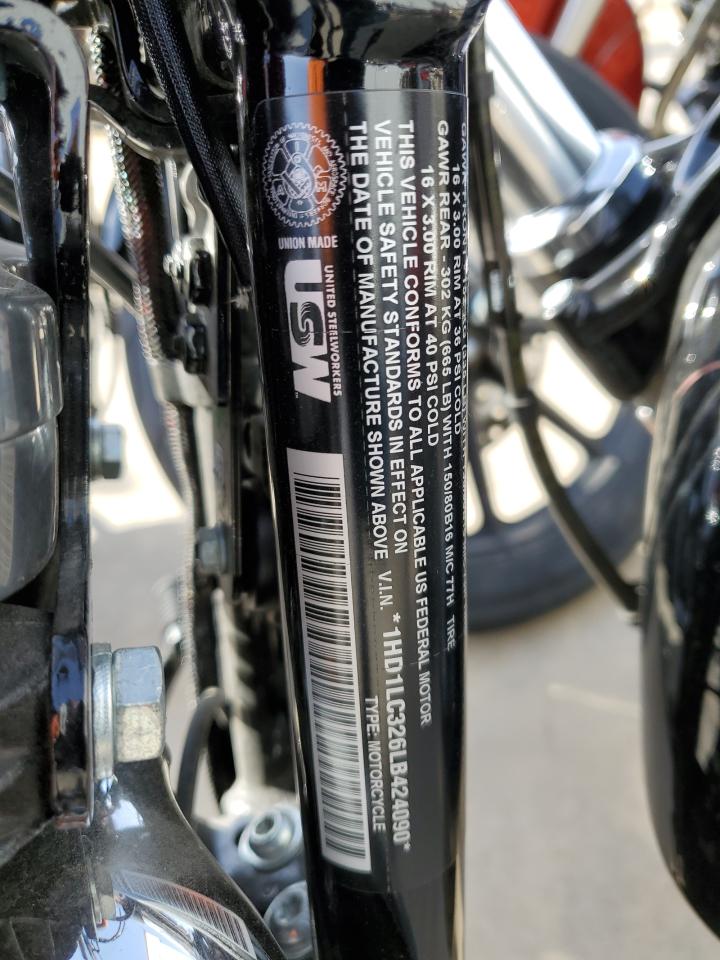 16 X 3.00 RIM AT 36 PSI COLD
GAWR REAR - 302 KG (665 LB) WITH 150/80B16 M/C 77H TIRE
16 X 3.00 RIM AT 40 PSI COLD
THIS VEHICLE CONFORMS TO ALL APPLICABLE US FEDERAL MOTOR
VEHICLE SAFETY STANDARDS IN EFFECT ON
THE DATE OF MANUFACTURE SHOWN ABOVE V.I.N. *1HD1LC326LB424090*
TYPE: MOTORCYCLE
UNION MADE
UNITED STEELWORKERS
USW